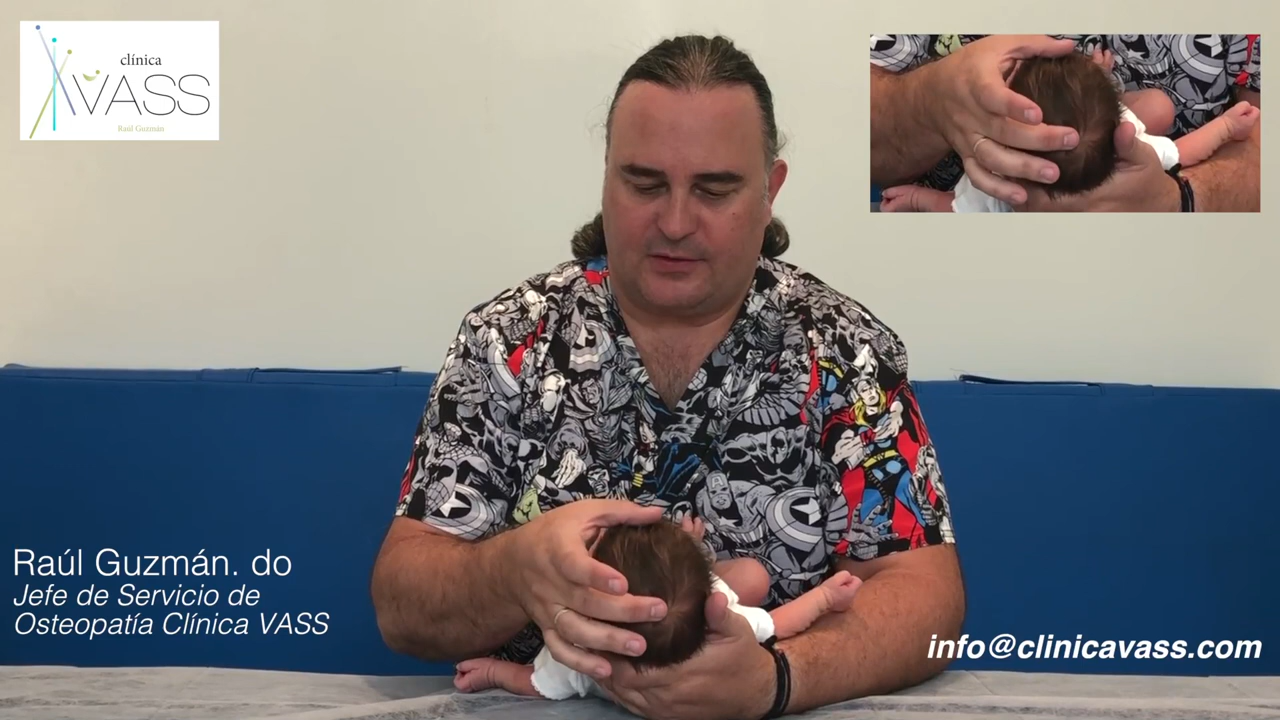 clínica
VASS
Raúl Guzmán
Raúl Guzmán. do
Jefe de Servicio de
Osteopatía Clínica VASS
info@clinicavass.com